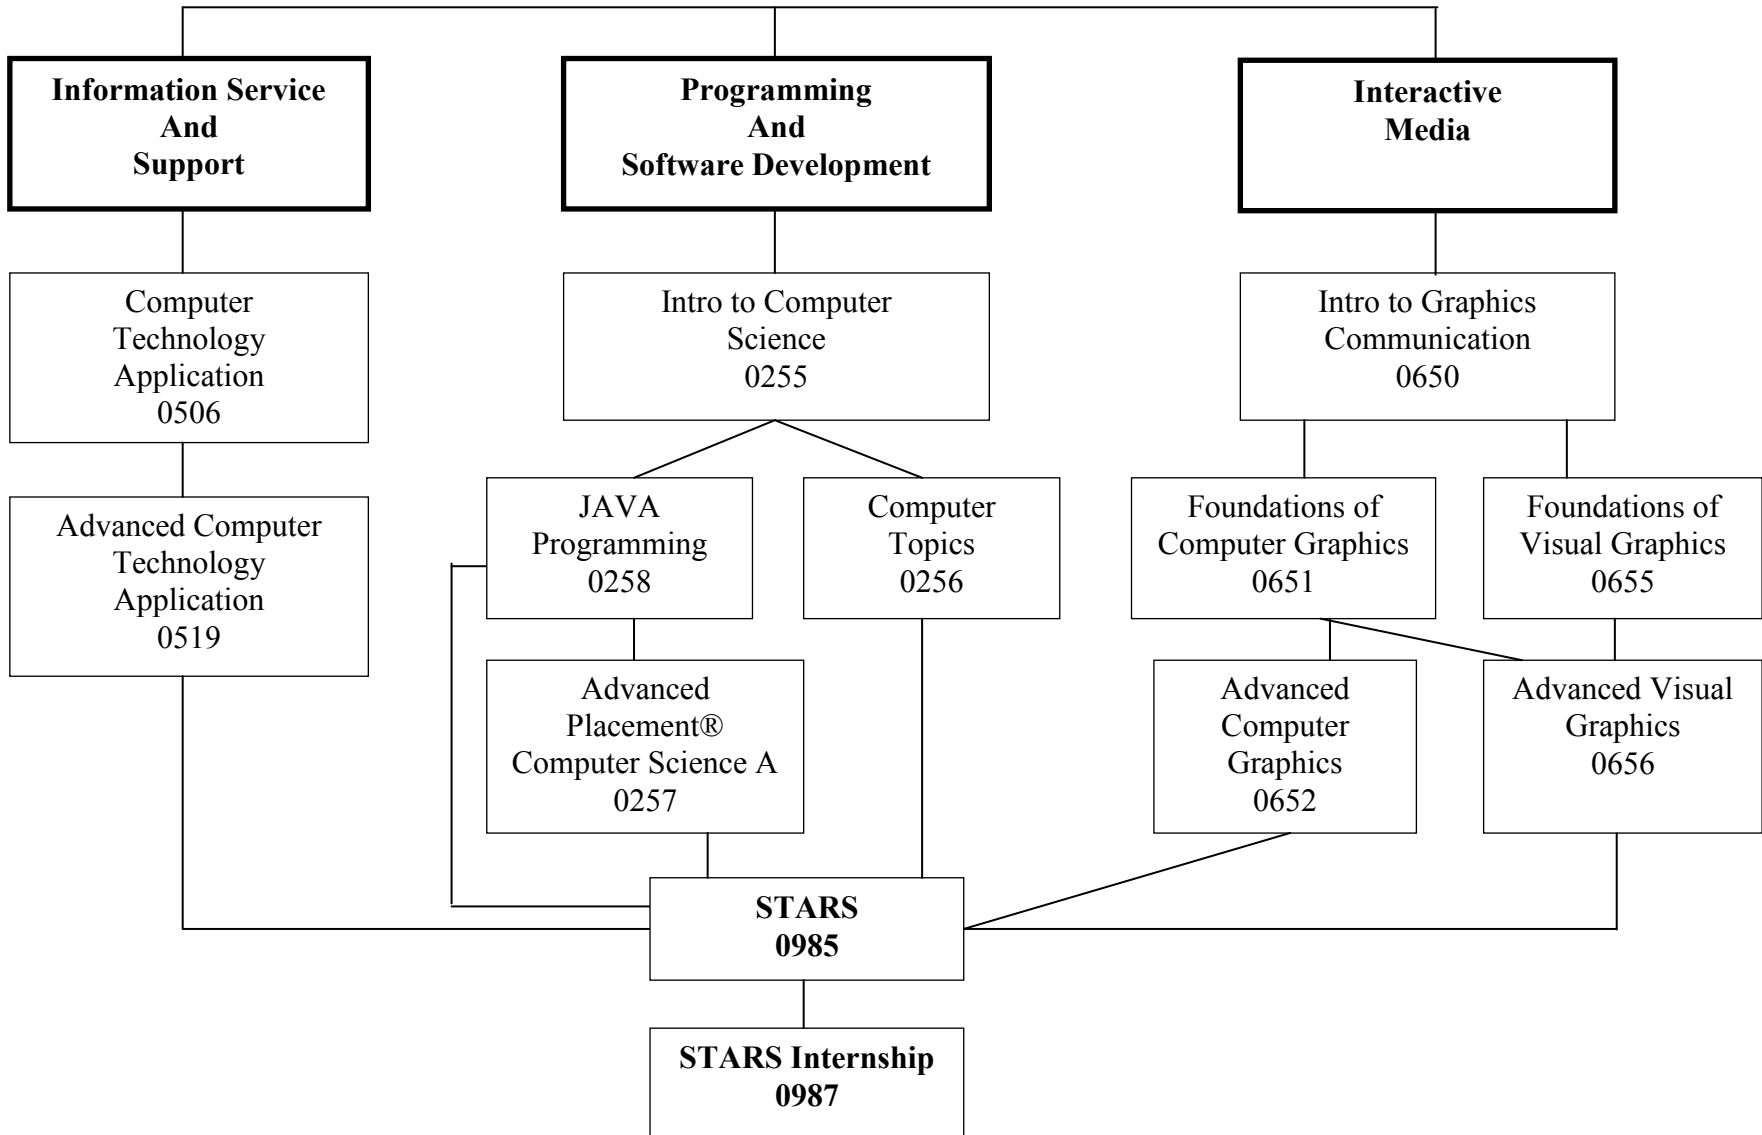 Information Service
And
Support
Programming
And
Software Development
Interactive
Media
Computer
Technology
Application
0506
Intro to Computer
Science
0255
Intro to Graphics
Communication
0650
Advanced Computer
Technology
Application
0519
JAVA
Programming
0258
Computer
Topics
0256
Foundations of
Computer Graphics
0651
Foundations of
Visual Graphics
0655
Advanced
Placement®
Computer Science A
0257
Advanced
Computer
Graphics
0652
Advanced Visual
Graphics
0656
STARS
0985
STARS Internship
0987